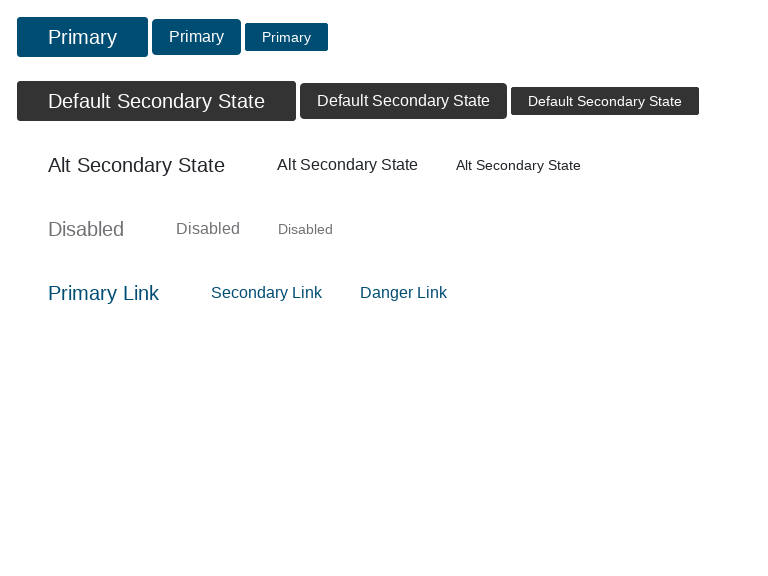 Primary Primary Primary
Default Secondary State Default Secondary State Default Secondary State
Alt Secondary State Alt Secondary State Alt Secondary State
Disabled Disabled Disabled
Primary Link Secondary Link Danger Link